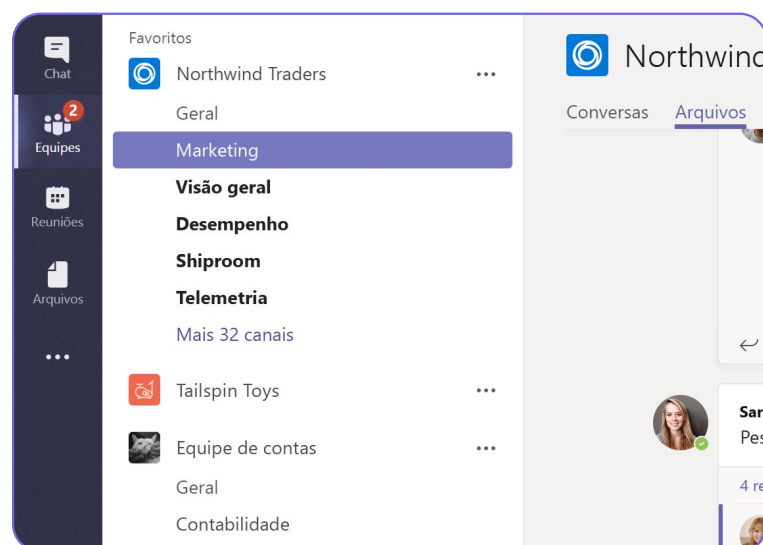 Chat
2
Equipes
Reuniões
Arquivos
Favoritos
Northwind Traders
Geral
Marketing
Visão geral
Desempenho
Shiproom
Telemetria
Mais 32 canais
Tailspin Toys
Equipe de contas
Geral
Contabilidade
Northwind
Conversas Arquivos
4